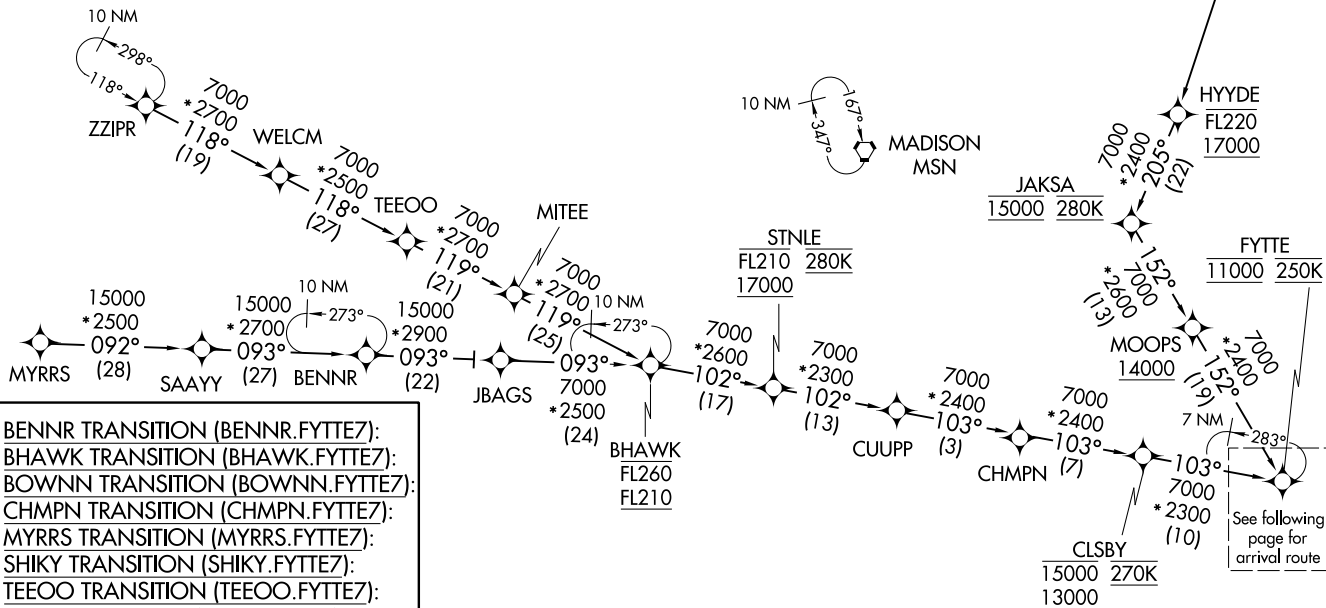 10 NM
298°
118°
ZZIPR
7000
*2700
118°
(19)
WELCM
7000
*2500
118°
(27)
TEEOO
7000
*2700
119°
(21)
MITEE
7000
*2700
119°
(25)
10 NM
167°
347°
MADISON
MSN
HYYDE
FL220
17000
7000
*2400
205°
(22)
JAKSA
15000 280K
7000
*2600
152°
(13)
MOOPS
14000
7000
*2400
152°
(19)
FYTTE
11000 250K
7 NM
283°
MYRRS
15000
*2500
092°
(28)
SAAYY
15000
*2700
093°
(27)
10 NM
273°
BENNR
15000
*2900
093°
(22)
JBAGS
093°
7000
*2500
(24)
10 NM
273°
BHAWK
FL260
FL210
7000
*2600
102°
(17)
STNLE
FL210 280K
17000
7000
*2300
102°
(13)
CUUPP
7000
*2400
103°
(3)
CHMPN
7000
*2400
103°
(7)
CLSBY
15000 270K
13000
103°
7000
*2300
(10)
See following
page for
arrival route
BENNR TRANSITION (BENNR.FYTTE7):
BHAWK TRANSITION (BHAWK.FYTTE7):
BOWNN TRANSITION (BOWNN.FYTTE7):
CHMPN TRANSITION (CHMPN.FYTTE7):
MYRRS TRANSITION (MYRRS.FYTTE7):
SHIKY TRANSITION (SHIKY.FYTTE7):
TEEOO TRANSITION (TEEOO.FYTTE7):